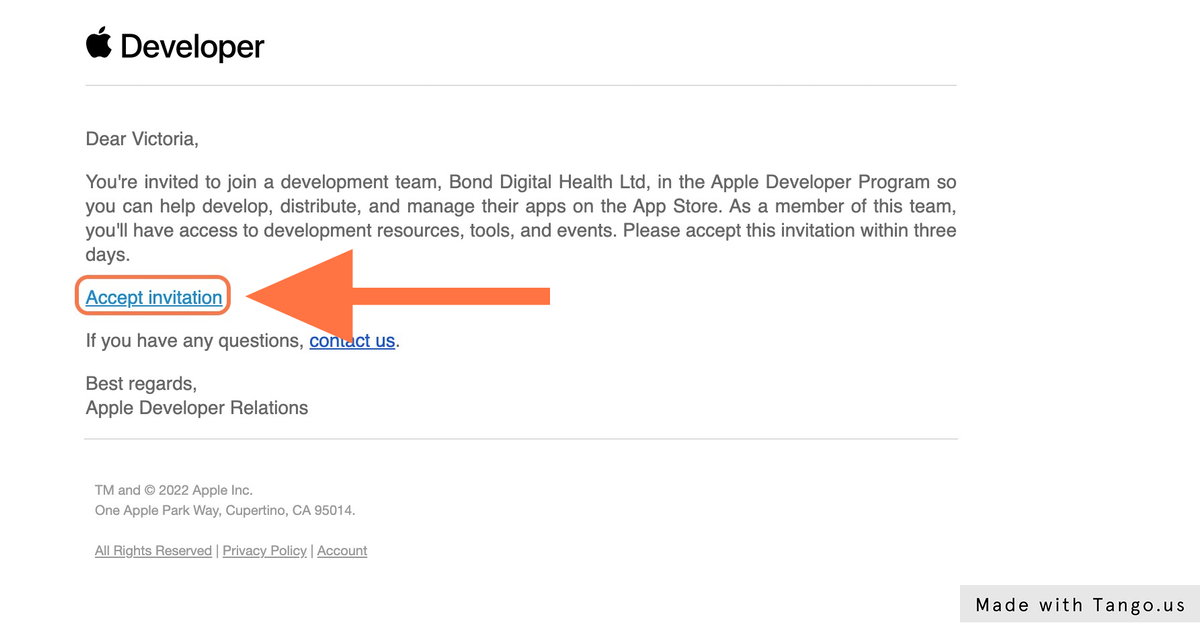 Developer
Dear Victoria,
You're invited to join a development team, Bond Digital Health Ltd, in the Apple Developer Program so
you can help develop, distribute, and manage their apps on the App Store. As a member of this team,
you'll have access to development resources, tools, and events. Please accept this invitation within three
days.
Accept invitation
If you have any questions, contact us.
Best regards,
Apple Developer Relations
TM and © 2022 Apple Inc.
One Apple Park Way, Cupertino, CA 95014.
All Rights Reserved | Privacy Policy | Account
Made with Tango.us